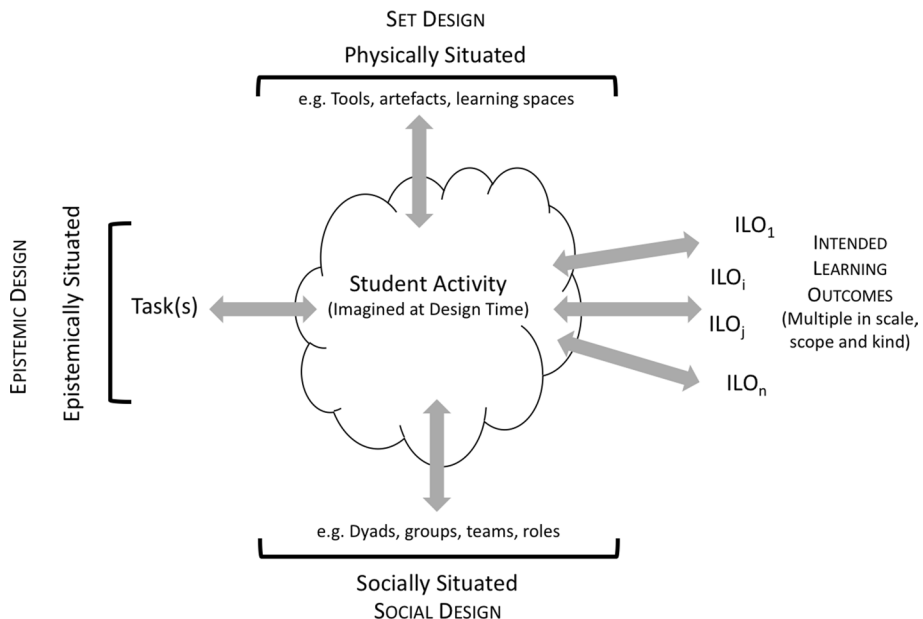 SET DESIGN
Physically Situated
e.g. Tools, artefacts, learning spaces
EPISTEMIC DESIGN
Epistemically Situated
Task(s)
Student Activity
(Imagined at Design Time)
ILO1
ILOi
ILOj
ILOn
INTENDED
LEARNING
OUTCOMES
(Multiple in scale,
scope and kind)
e.g. Dyads, groups, teams, roles
Socially Situated
SOCIAL DESIGN